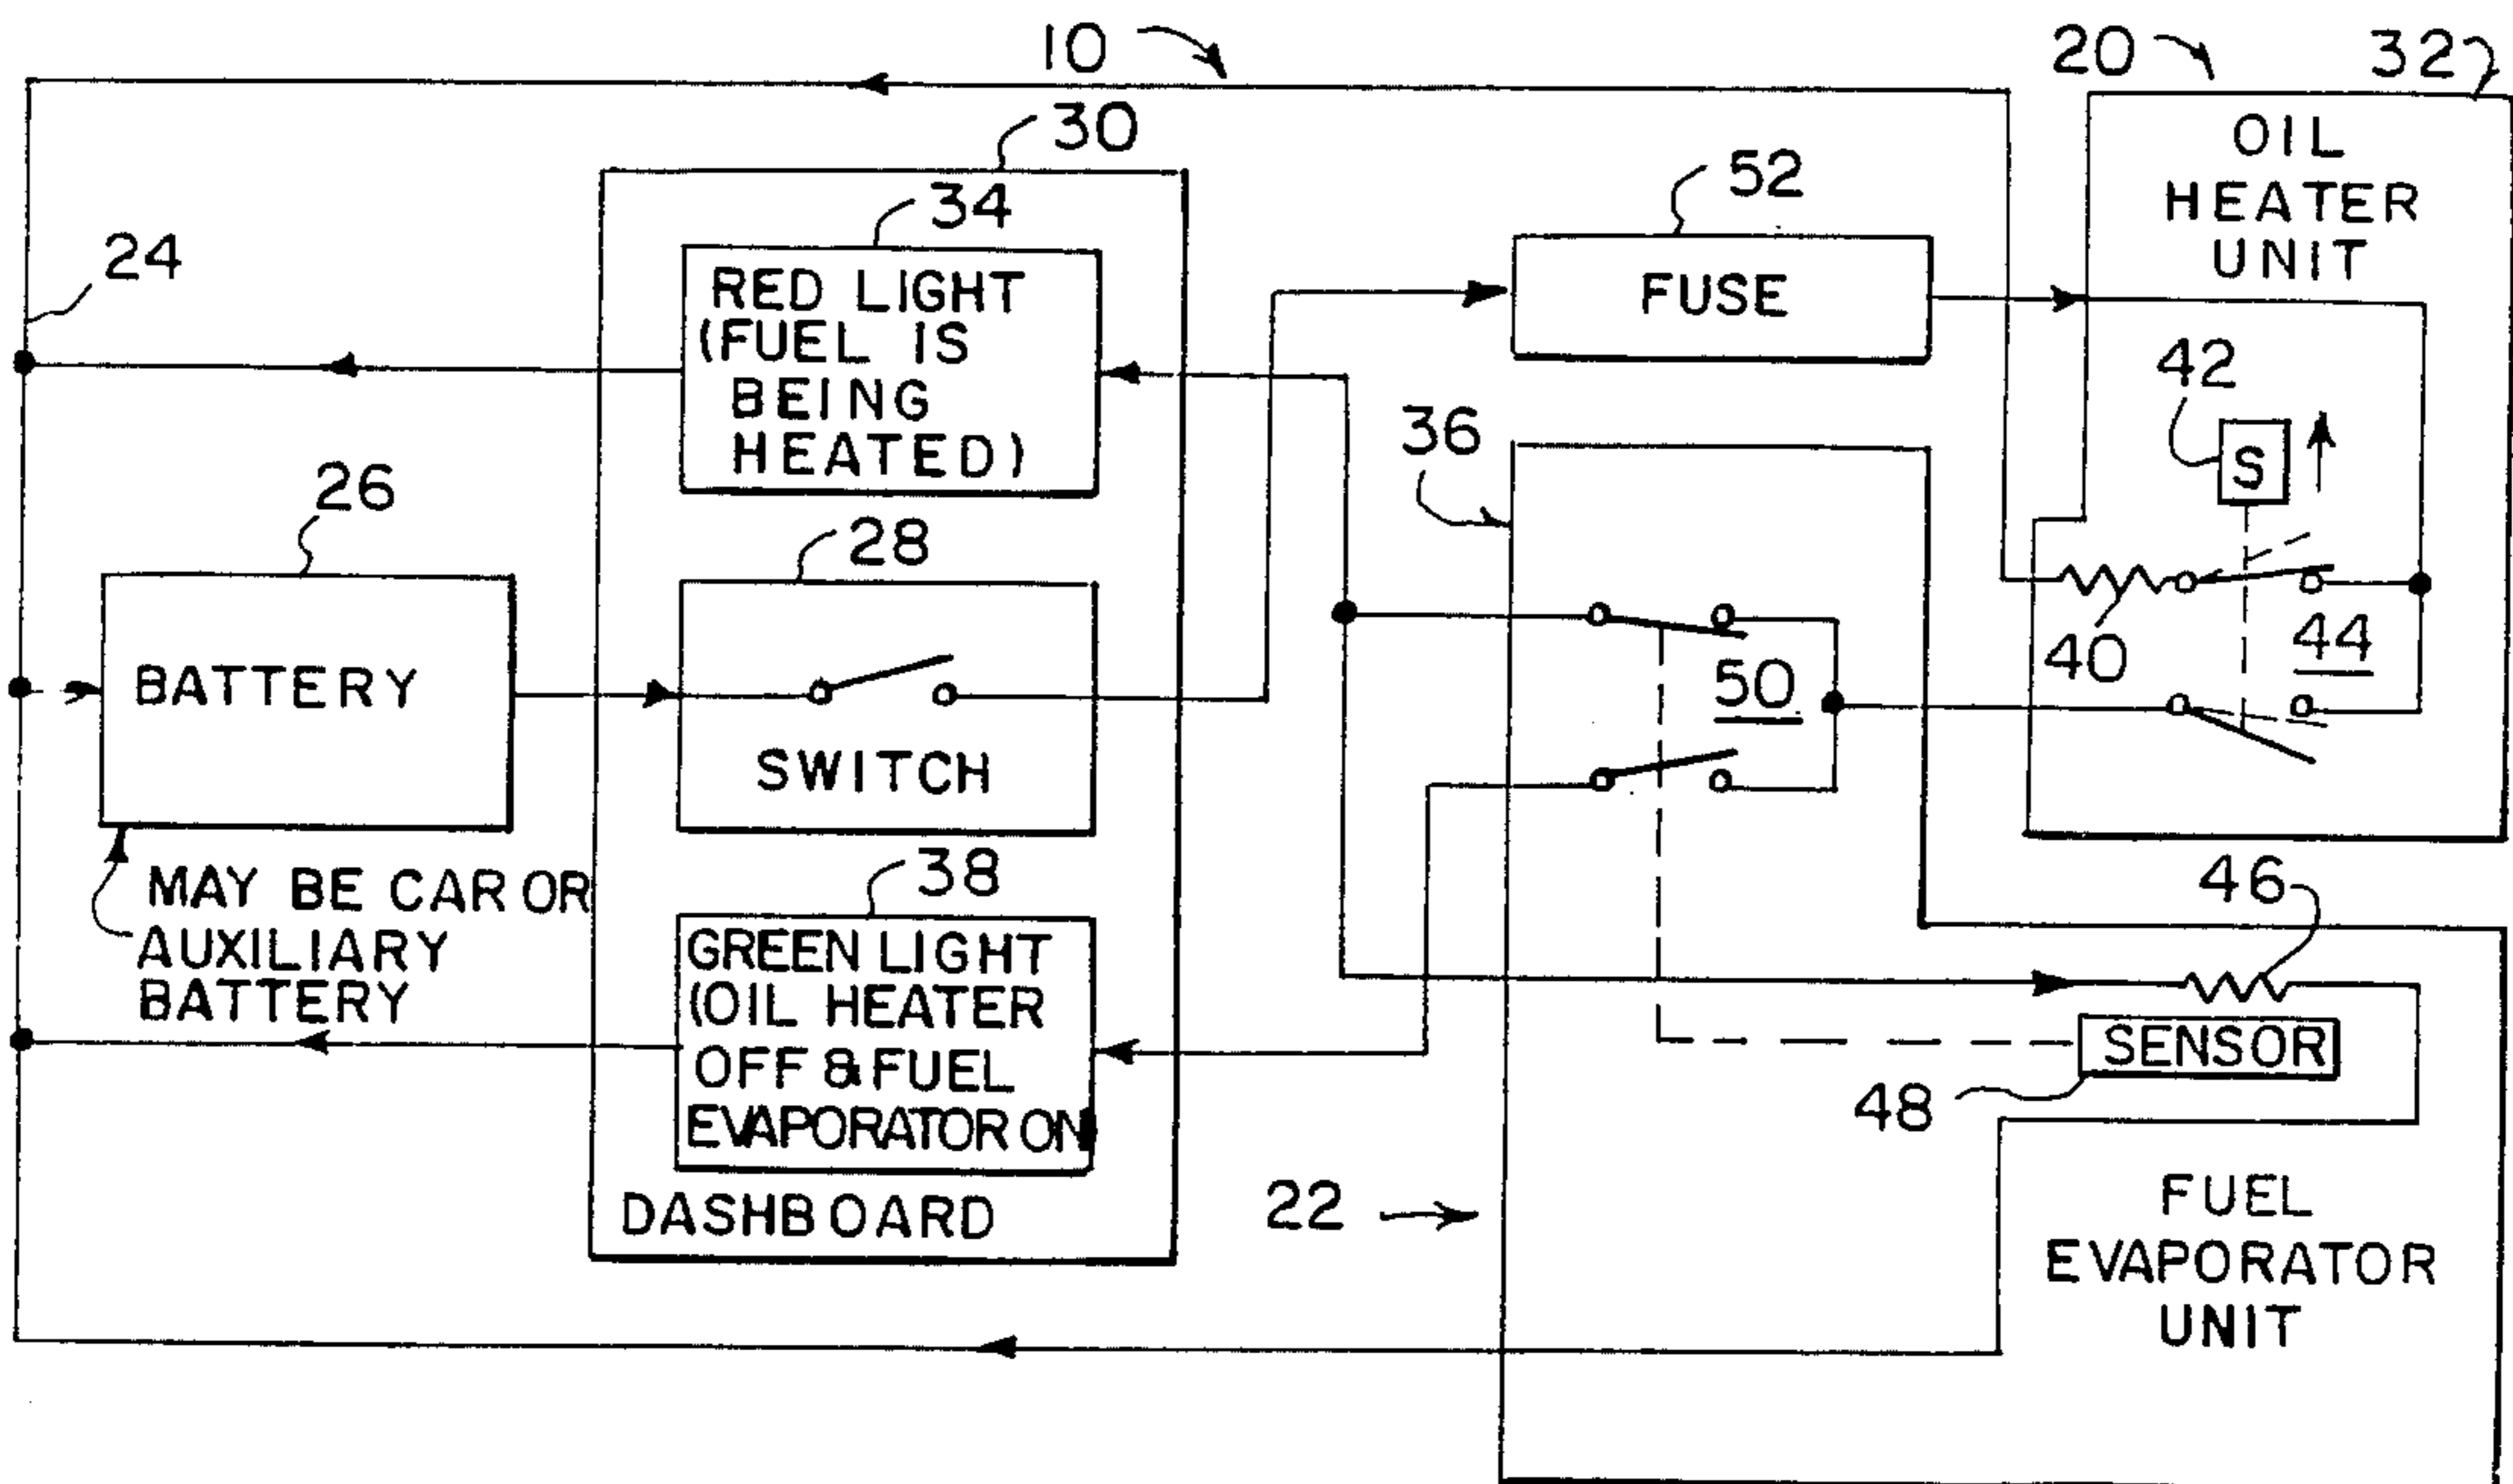 10
20
32
OIL
HEATER
UNIT
30
34
RED LIGHT
(FUEL IS
BEING
HEATED)
52
FUSE
24
42
S
36
26
BATTERY
28
SWITCH
50
40
44
MAY BE CAR OR
AUXILIARY
BATTERY
38
GREEN LIGHT
(OIL HEATER
OFF & FUEL
EVAPORATOR ON
DASHBOARD
46
SENSOR
48
22
FUEL
EVAPORATOR
UNIT